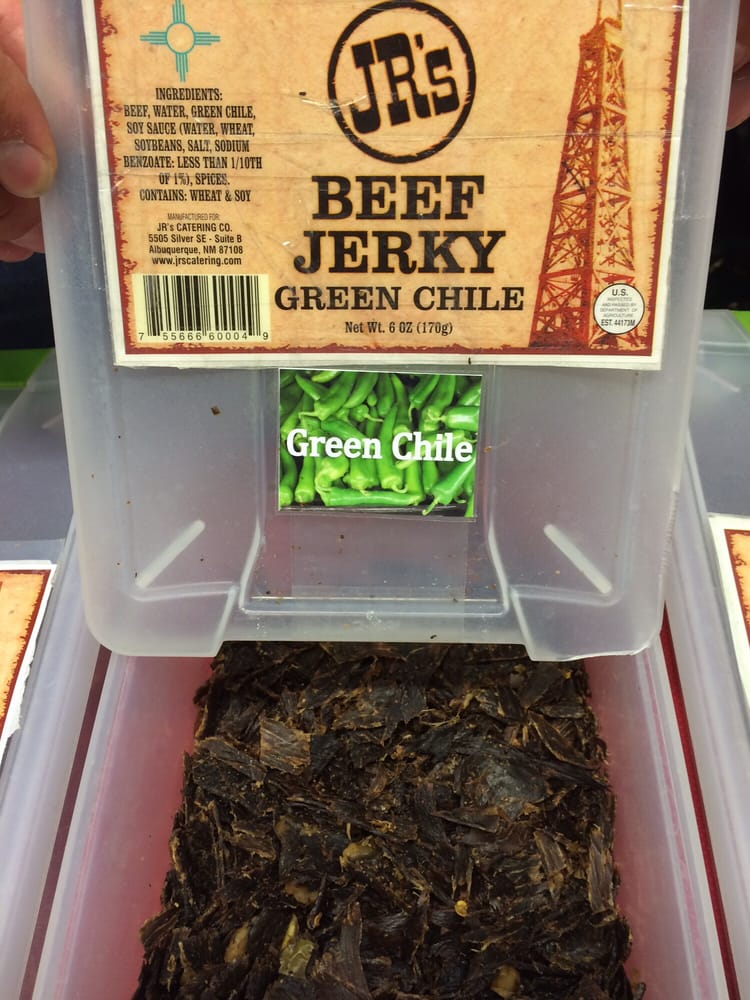 JR's
BEEF
JERKY
GREEN CHILE
Net Wt. 6 OZ (170g)
INGREDIENTS:
BEEF, WATER, GREEN CHILE,
SOY SAUCE (WATER, WHEAT,
SOYBEANS, SALT, SODIUM
BENZOATE: LESS THAN 1/10TH
OF 1%), SPICES.
CONTAINS: WHEAT & SOY
MANUFACTURED FOR:
JR's CATERING CO.
5505 Silver SE - Suite B
Albuquerque, NM 87108
www.jrscatering.com
7 55666 60004 9
U.S.
INSPECTED
AND PASSED BY
DEPARTMENT OF
AGRICULTURE
EST. 44173M
Green Chile